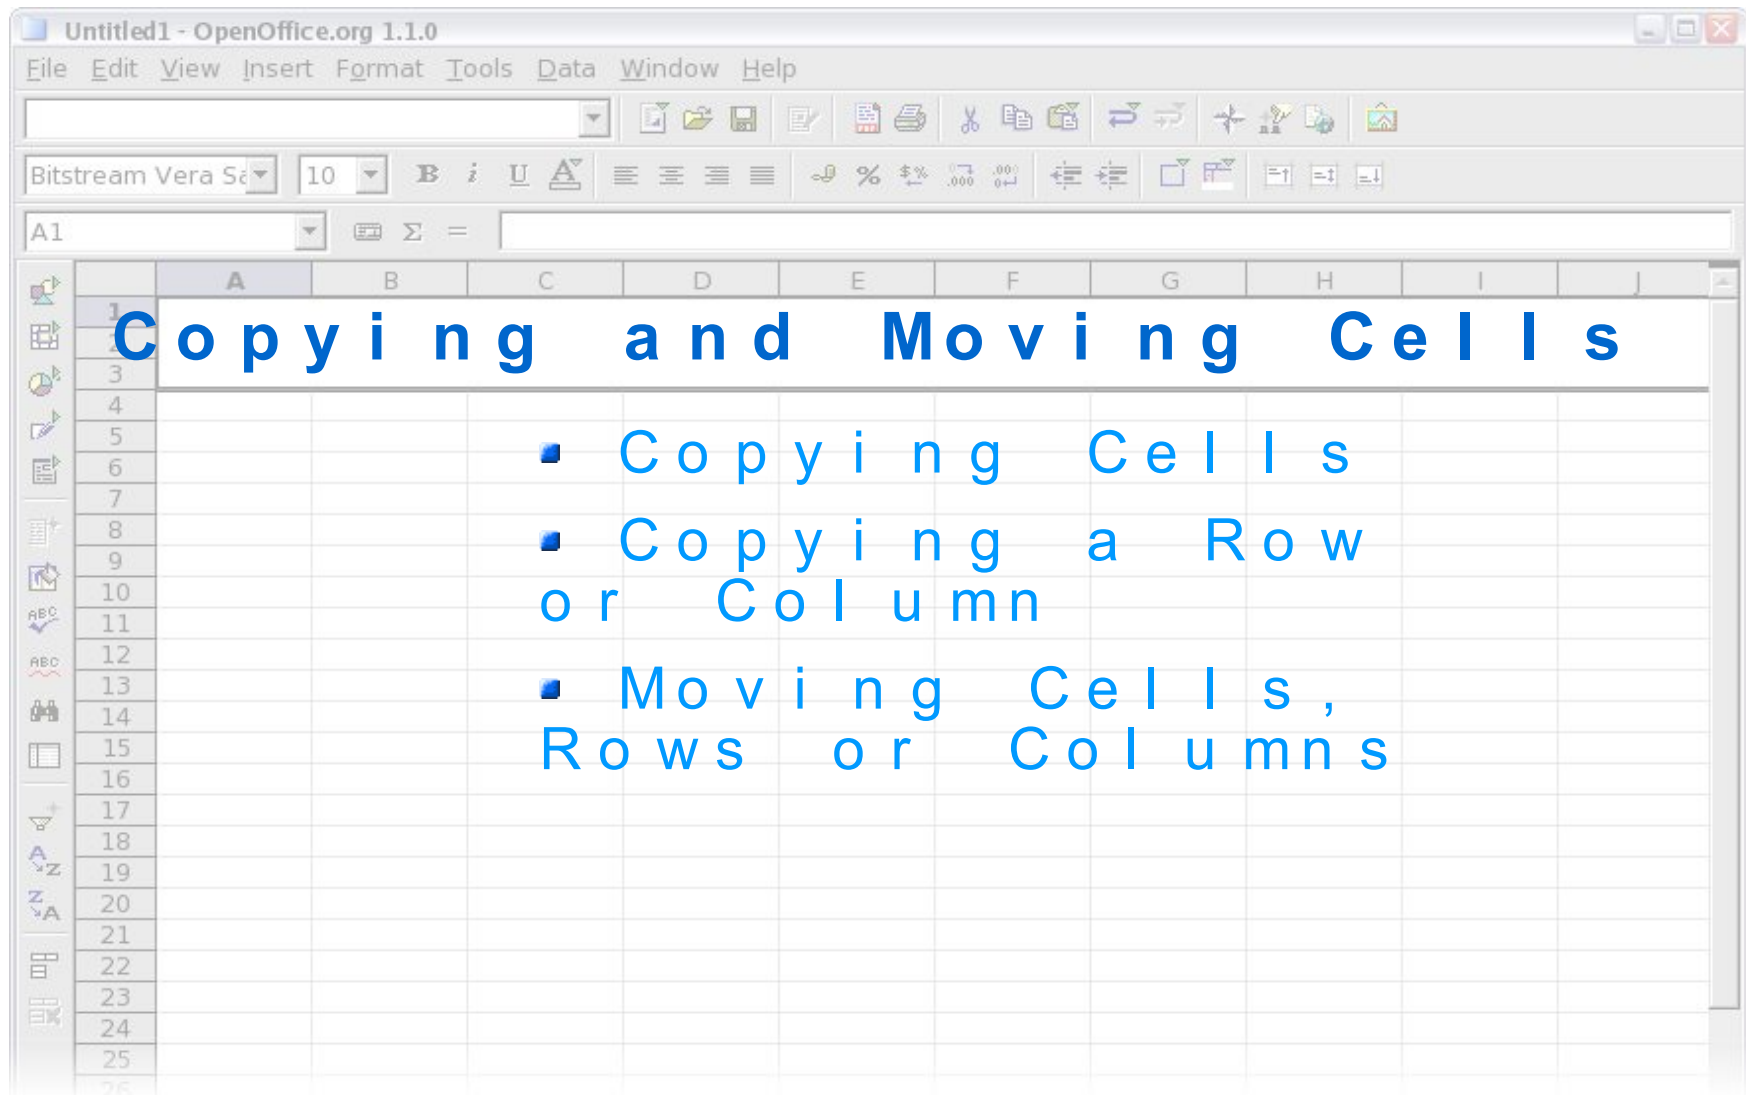 Untitled1 - OpenOffice.org 1.1.0
File Edit View Insert Format Tools Data Window Help
Bitstream Vera Sa 10 B i U A
A1 Σ =
A B C D E F G H I J
1
Copying and Moving Cells
2
3
4
5
▪ Copying Cells
6
7
8
▪ Copying a Row
9
10
or Column
11
12
13
▪ Moving Cells,
14
15
Rows or Columns
16
17
18
19
20
21
22
23
24
25
26